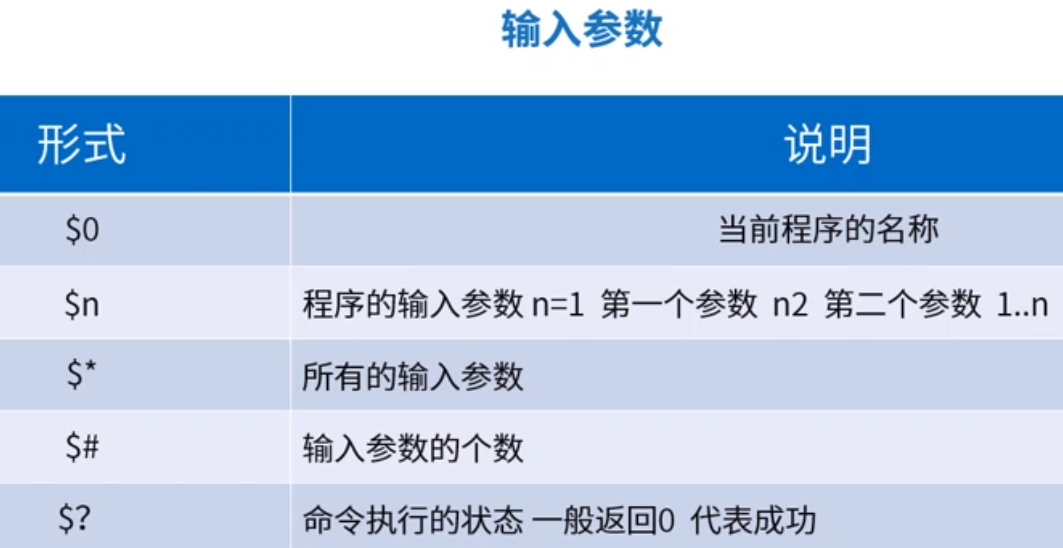 输入参数
形式 说明
$0 当前程序的名称
$n 程序的输入参数 n=1 第一个参数 n2 第二个参数 1..n
$* 所有的输入参数
$# 输入参数的个数
$? 命令执行的状态 一般返回0 代表成功